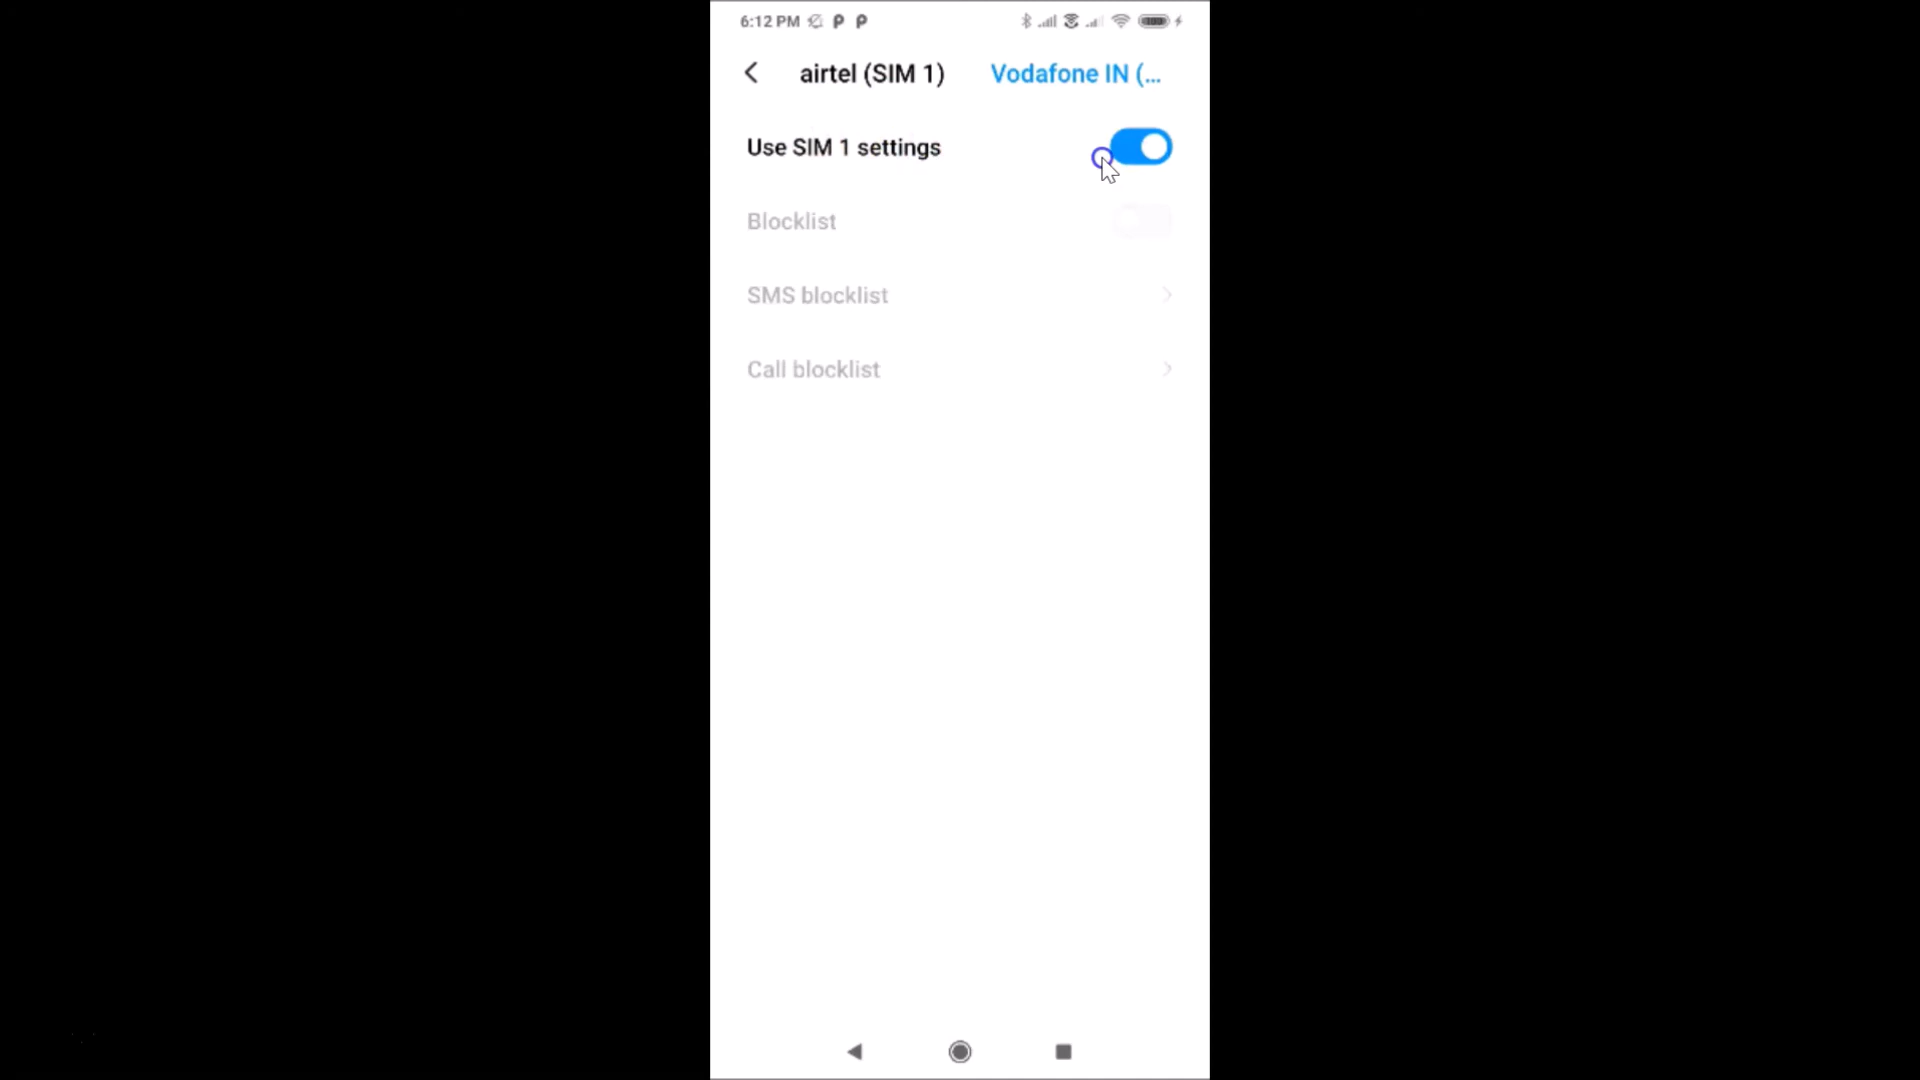 6:12 PM
airtel (SIM 1)
Vodafone IN (...
Use SIM 1 settings
Blocklist
SMS blocklist
Call blocklist